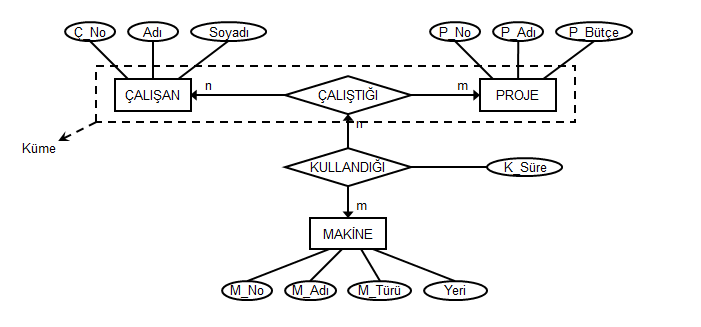 Ç_No
Adı
Soyadı
P_No
P_Adı
P_Bütçe
n
m
ÇALIŞAN
ÇALIŞTIĞI
PROJE
n
Küme
KULLANDIĞI
K_Süre
m
MAKİNE
M_No
M_Adı
M_Türü
Yeri